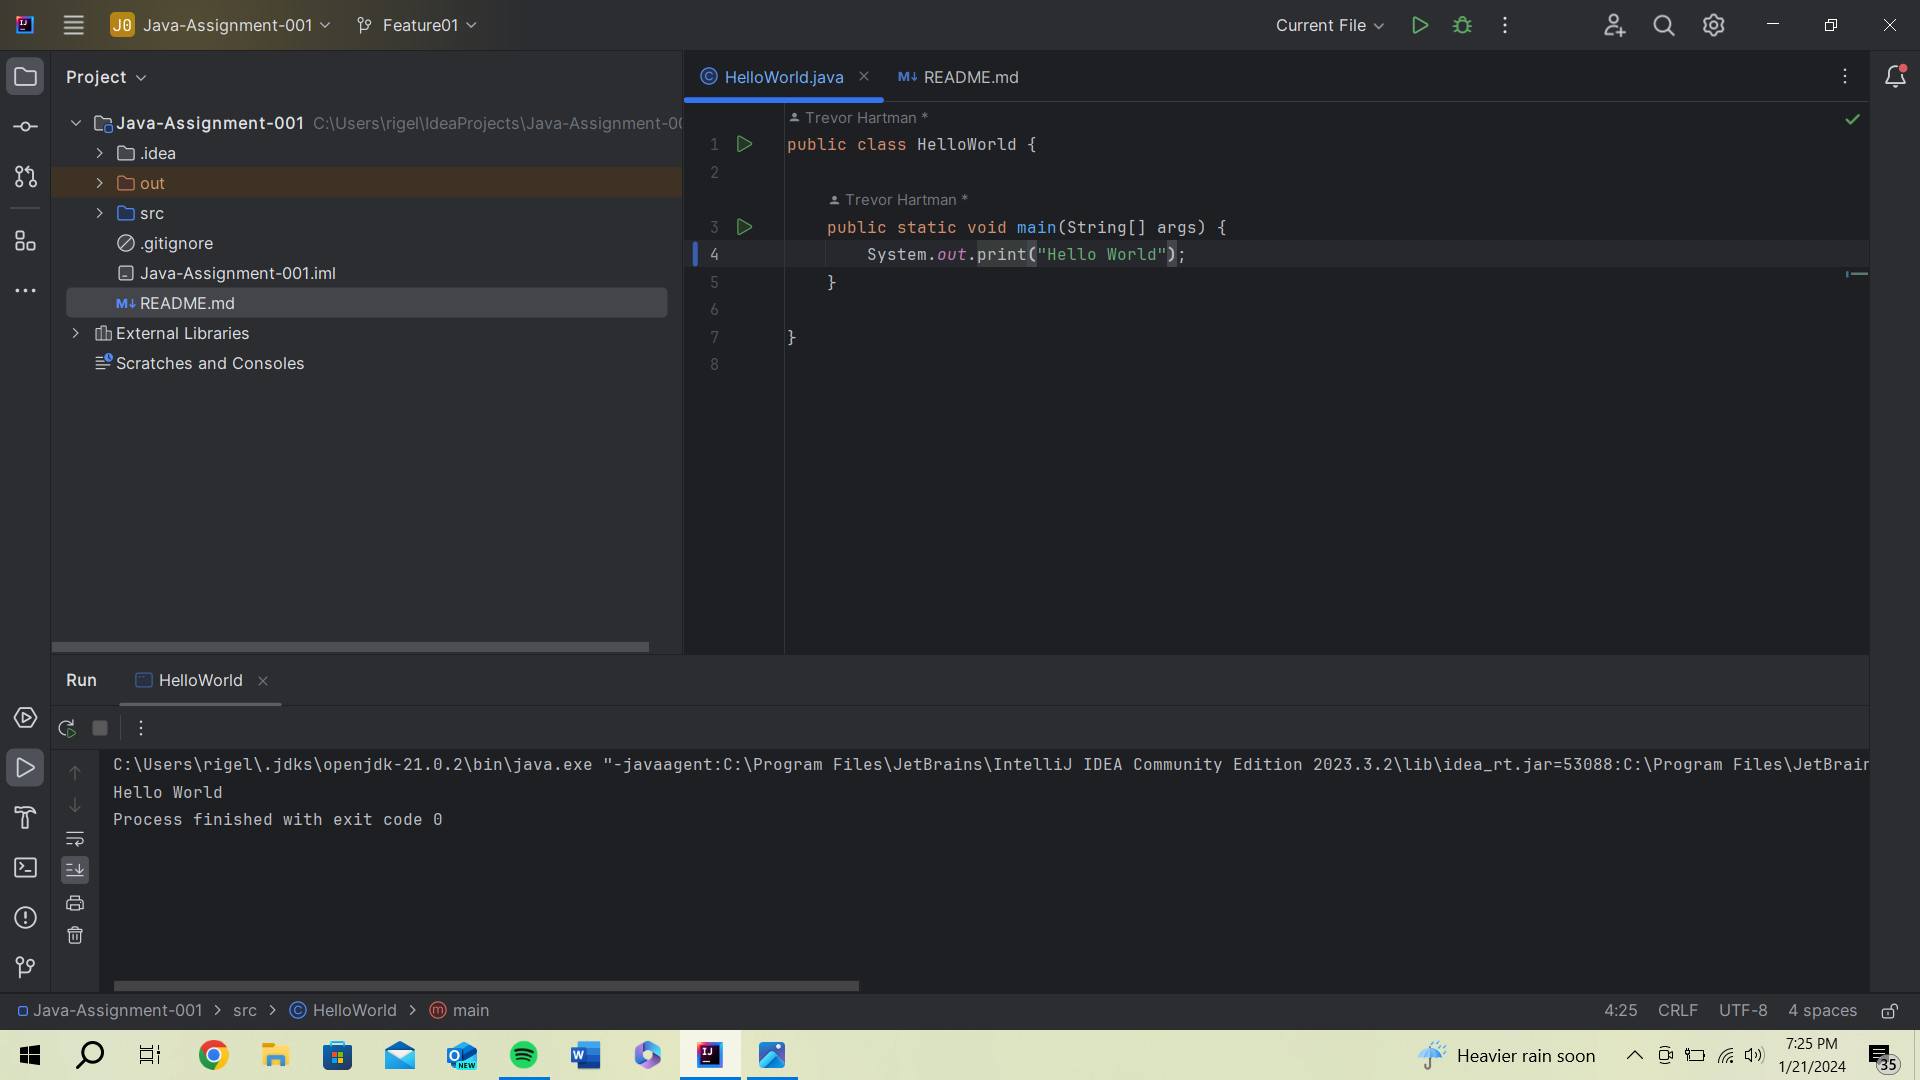 J0 Java-Assignment-001 Feature01 Current File
Project
HelloWorld.java README.md
Java-Assignment-001 C:\Users\rigel\IdeaProjects\Java-Assignment-00
.idea
out
src
.gitignore
Java-Assignment-001.iml
M↓ README.md
External Libraries
Scratches and Consoles
Trevor Hartman *
1 public class HelloWorld {
2
Trevor Hartman *
3 public static void main(String[] args) {
4 System.out.print("Hello World");
5 }
6
7 }
8
Run HelloWorld
C:\Users\rigel\.jdks\openjdk-21.0.2\bin\java.exe "-javaagent:C:\Program Files\JetBrains\IntelliJ IDEA Community Edition 2023.3.2\lib\idea_rt.jar=53088:C:\Program Files\JetBrain
Hello World
Process finished with exit code 0
Java-Assignment-001 > src > HelloWorld > main 4:25 CRLF UTF-8 4 spaces
Heavier rain soon
7:25 PM
1/21/2024
35